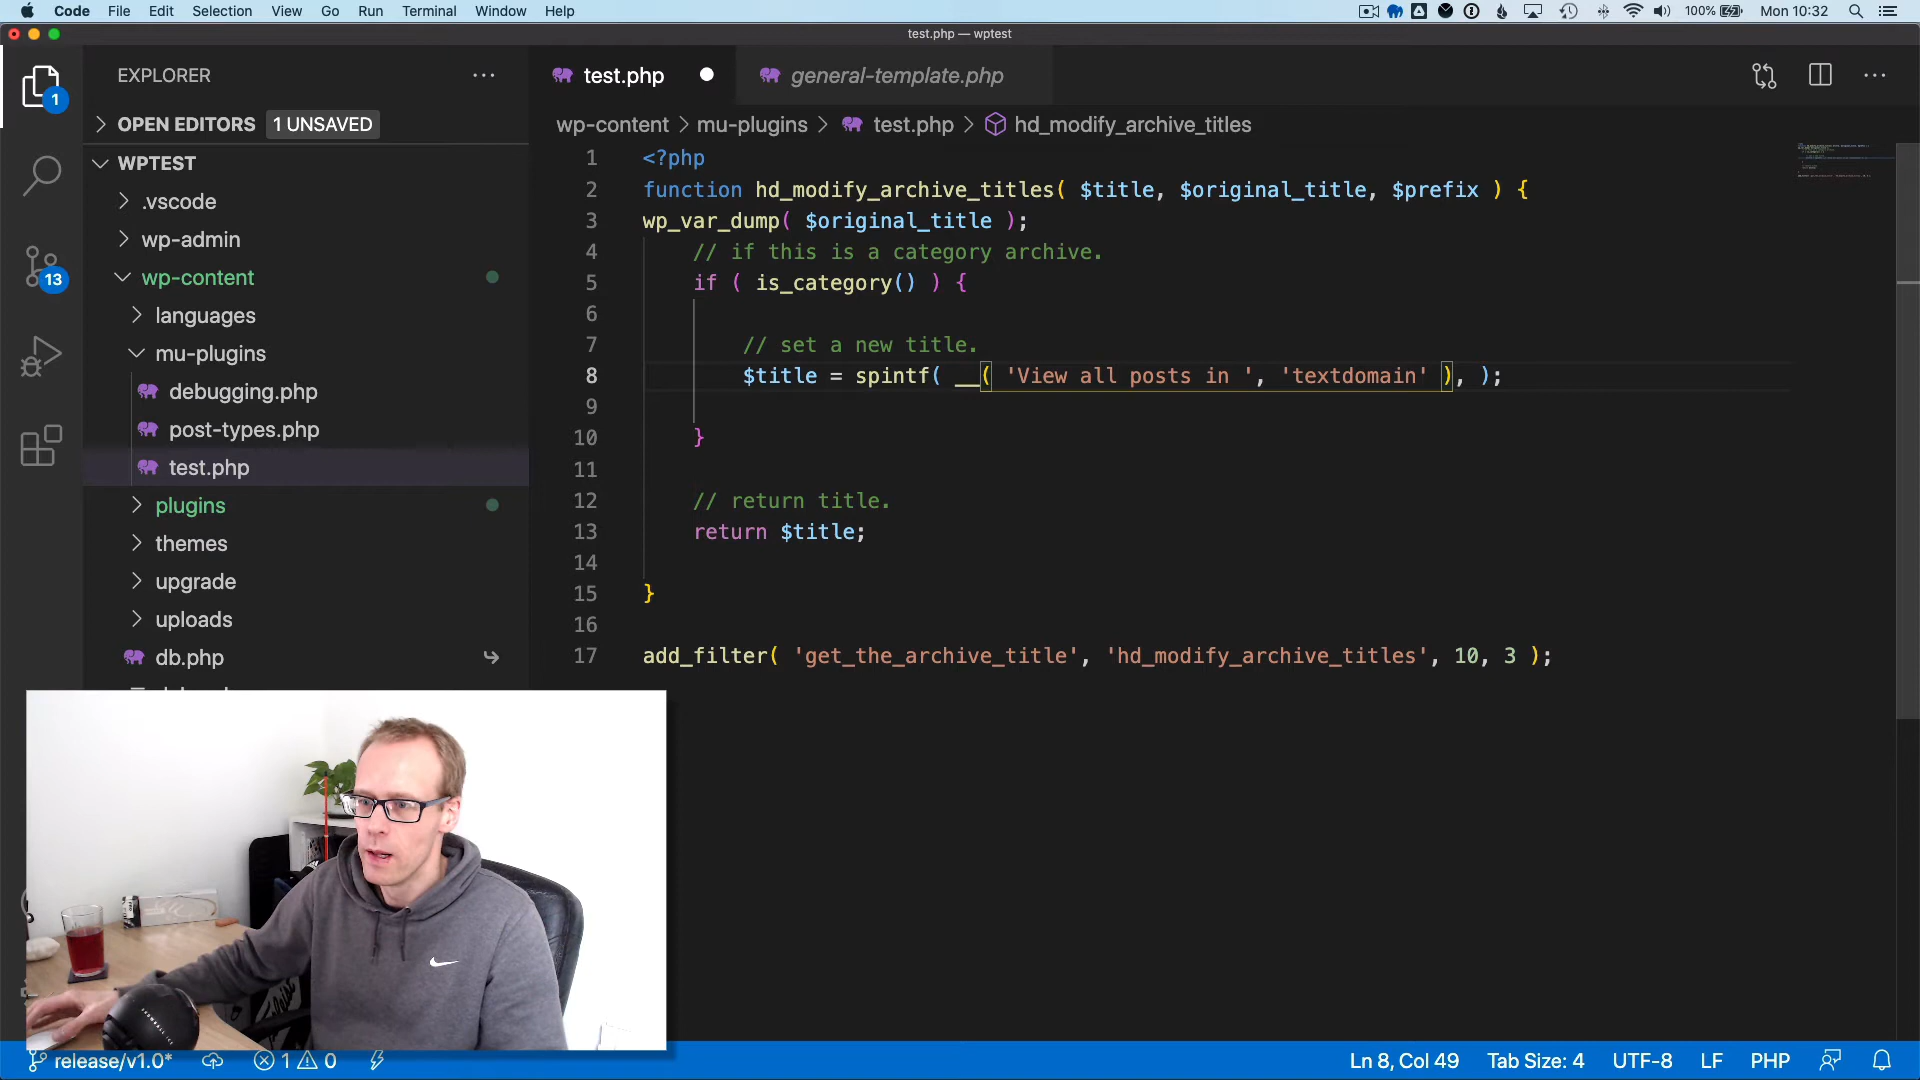 Code File Edit Selection View Go Run Terminal Window Help 100% Mon 10:32
test.php — wptest
EXPLORER
OPEN EDITORS 1 UNSAVED
WPTEST
.vscode
wp-admin
wp-content
languages
mu-plugins
debugging.php
post-types.php
test.php
plugins
themes
upgrade
uploads
db.php
1
13
test.php general-template.php
wp-content > mu-plugins > test.php > hd_modify_archive_titles
1 <?php
2 function hd_modify_archive_titles( $title, $original_title, $prefix ) {
3 wp_var_dump( $original_title );
4 // if this is a category archive.
5 if ( is_category() ) {
6
7 // set a new title.
8 $title = spintf( __( 'View all posts in ', 'textdomain' ), );
9
10 }
11
12 // return title.
13 return $title;
14
15 }
16
17 add_filter( 'get_the_archive_title', 'hd_modify_archive_titles', 10, 3 );
release/v1.0* 1 0 Ln 8, Col 49 Tab Size: 4 UTF-8 LF PHP